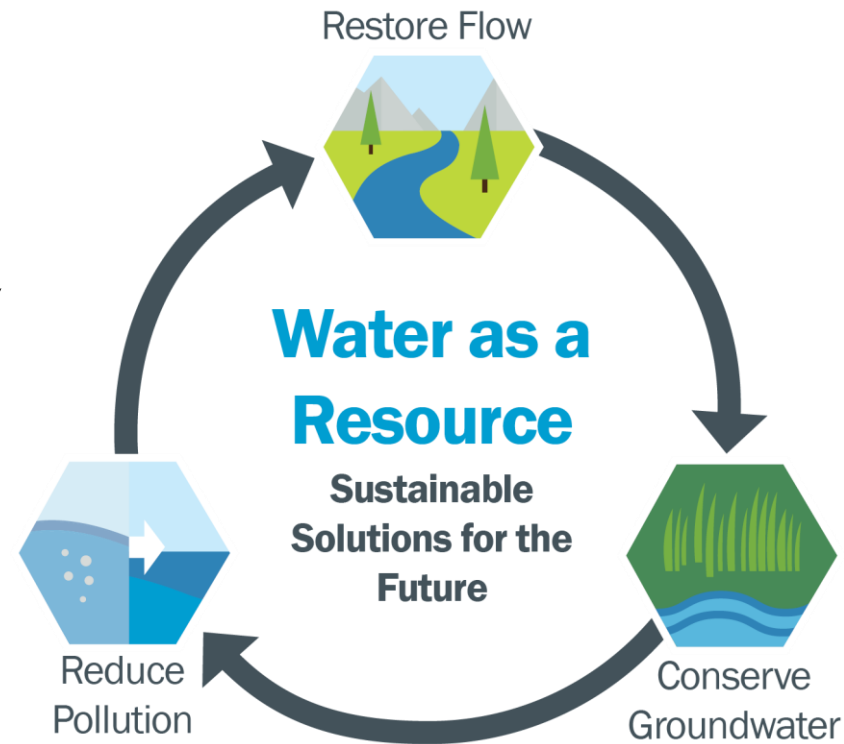 Restore Flow
Water as a
Resource
Sustainable
Solutions for the
Future
Reduce
Pollution
Conserve
Groundwater